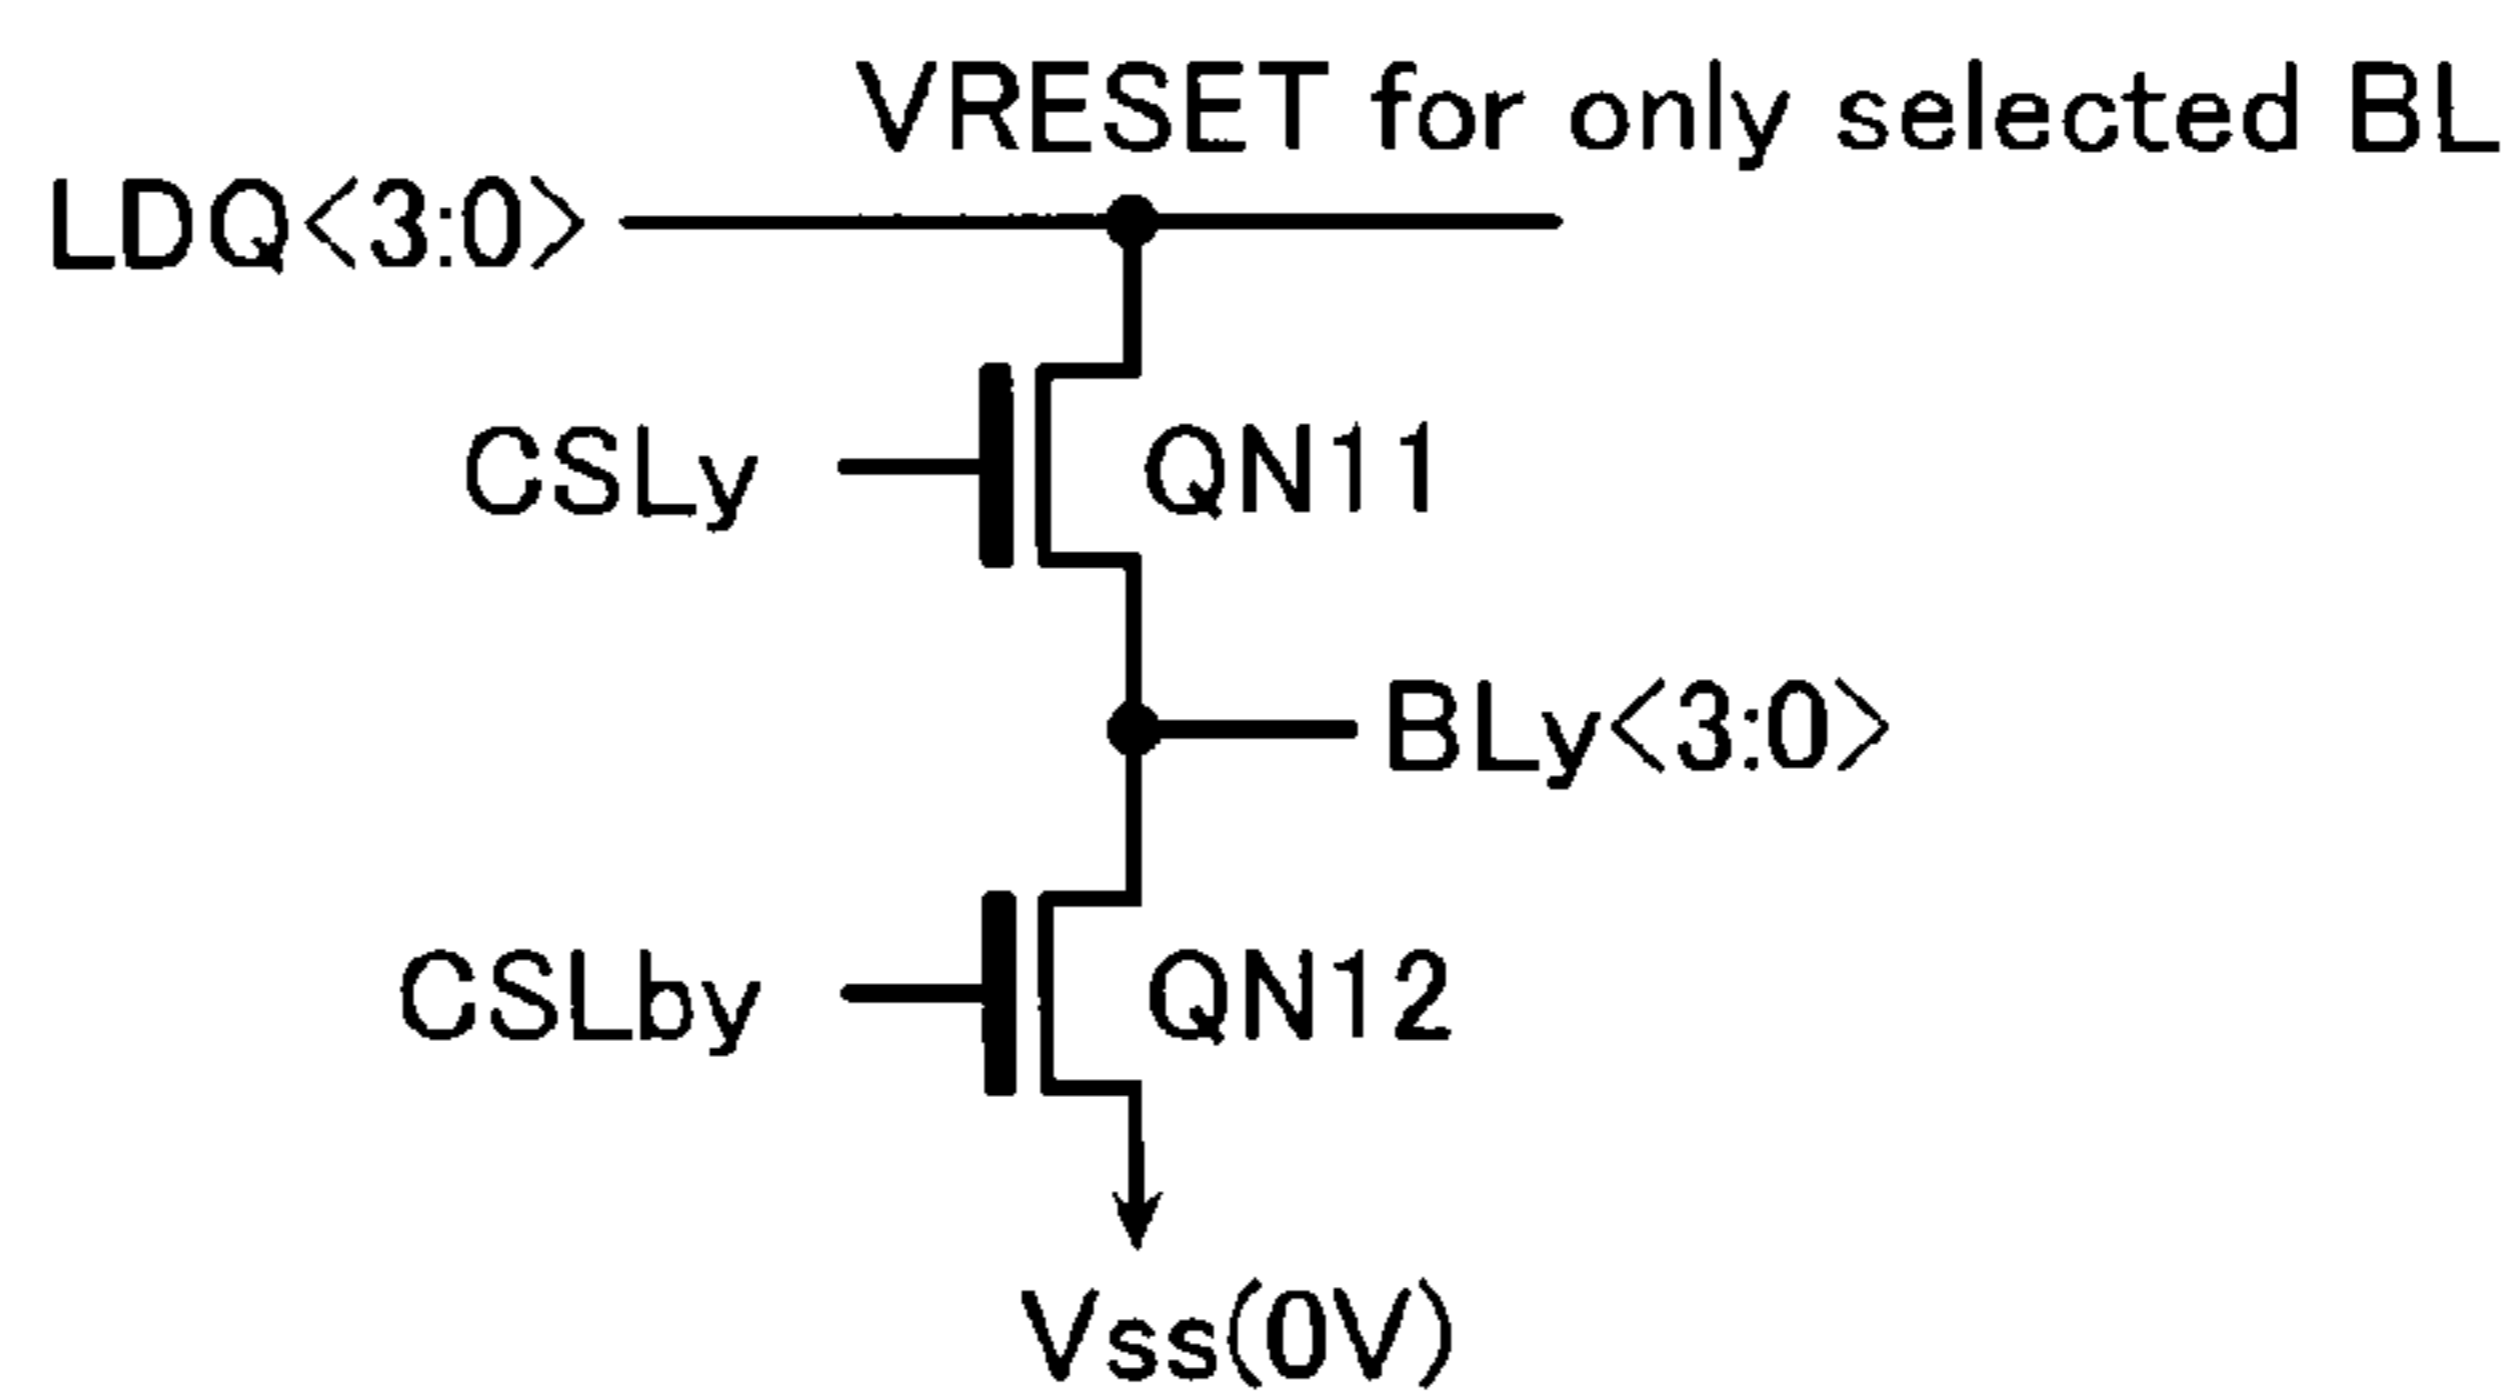 VRESET for only selected BL
LDQ<3:0>
CSLy
QN11
BLy<3:0>
CSLby
QN12
Vss(0V)